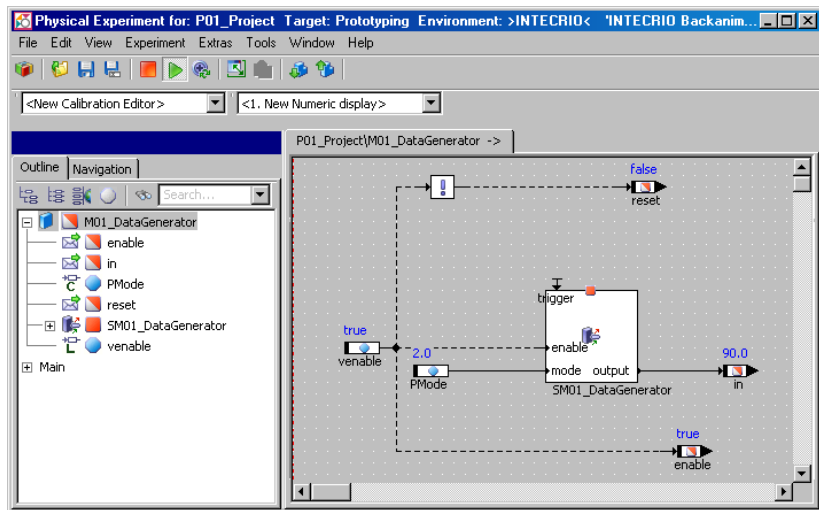 Physical Experiment for: P01_Project Target: Prototyping Environment: >INTECRIO< 'INTECRIO Backanim...
File Edit View Experiment Extras Tools Window Help
<New Calibration Editor> <1. New Numeric display>
P01_Project\M01_DataGenerator ->
Outline Navigation
Search...
M01_DataGenerator
enable
in
PMode
reset
SM01_DataGenerator
venable
Main
false
reset
trigger
true
venable
enable
2.0
PMode
mode output
SM01_DataGenerator
90.0
in
true
enable